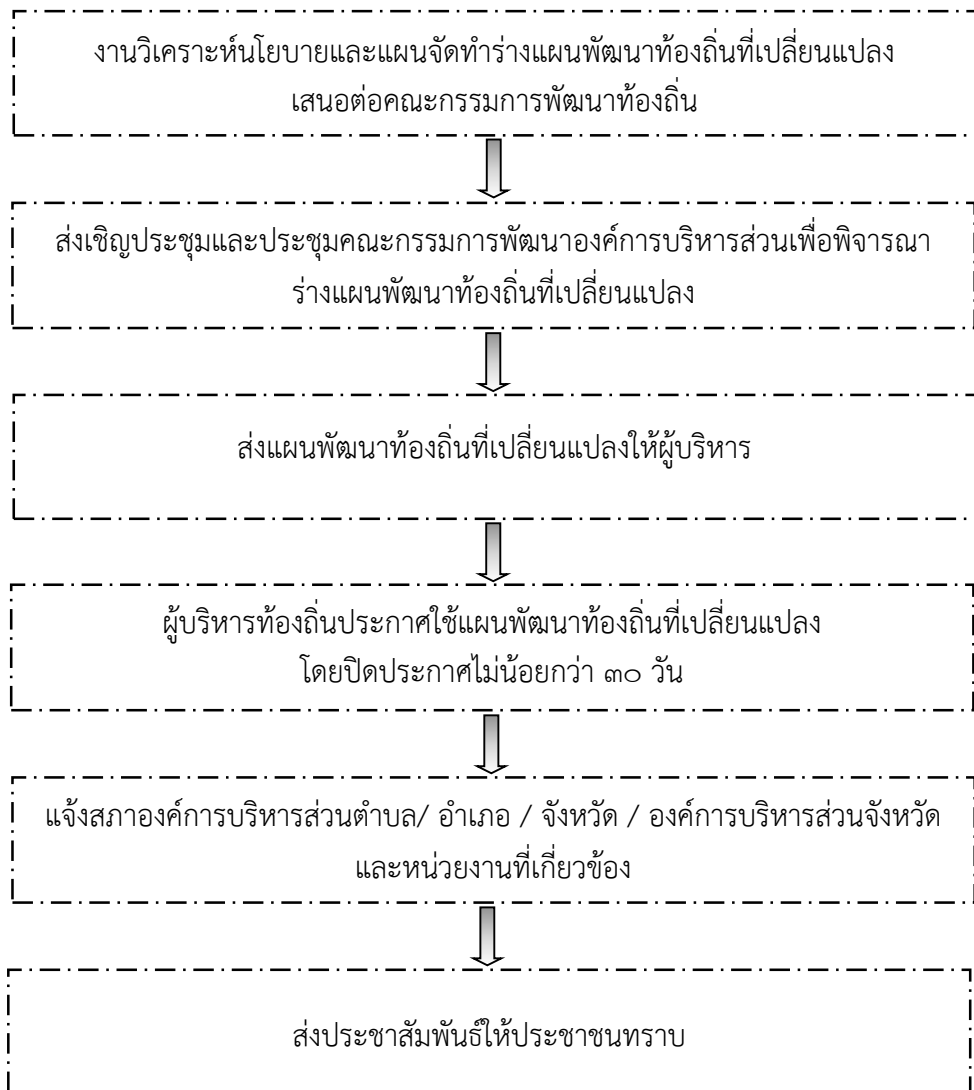 งานวิเคราะห์นโยบายและแผนจัดทำร่างแผนพัฒนาท้องถิ่นที่เปลี่ยนแปลง
เสนอต่อคณะกรรมการพัฒนาท้องถิ่น
ส่งเชิญประชุมและประชุมคณะกรรมการพัฒนาองค์การบริหารส่วนเพื่อพิจารณา
ร่างแผนพัฒนาท้องถิ่นที่เปลี่ยนแปลง
ส่งแผนพัฒนาท้องถิ่นที่เปลี่ยนแปลงให้ผู้บริหาร
ผู้บริหารท้องถิ่นประกาศใช้แผนพัฒนาท้องถิ่นที่เปลี่ยนแปลง
โดยปิดประกาศไม่น้อยกว่า ๓๐ วัน
แจ้งสภาองค์การบริหารส่วนตำบล/ อำเภอ / จังหวัด / องค์การบริหารส่วนจังหวัด
และหน่วยงานที่เกี่ยวข้อง
ส่งประชาสัมพันธ์ให้ประชาชนทราบ